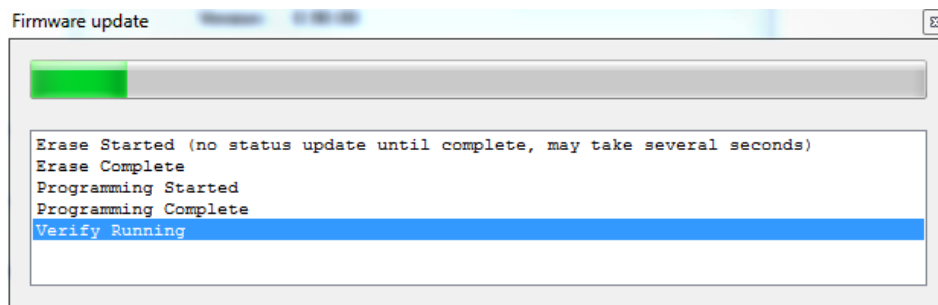 Firmware update
Erase Started (no status update until complete, may take several seconds)
Erase Complete
Programming Started
Programming Complete
Verify Running